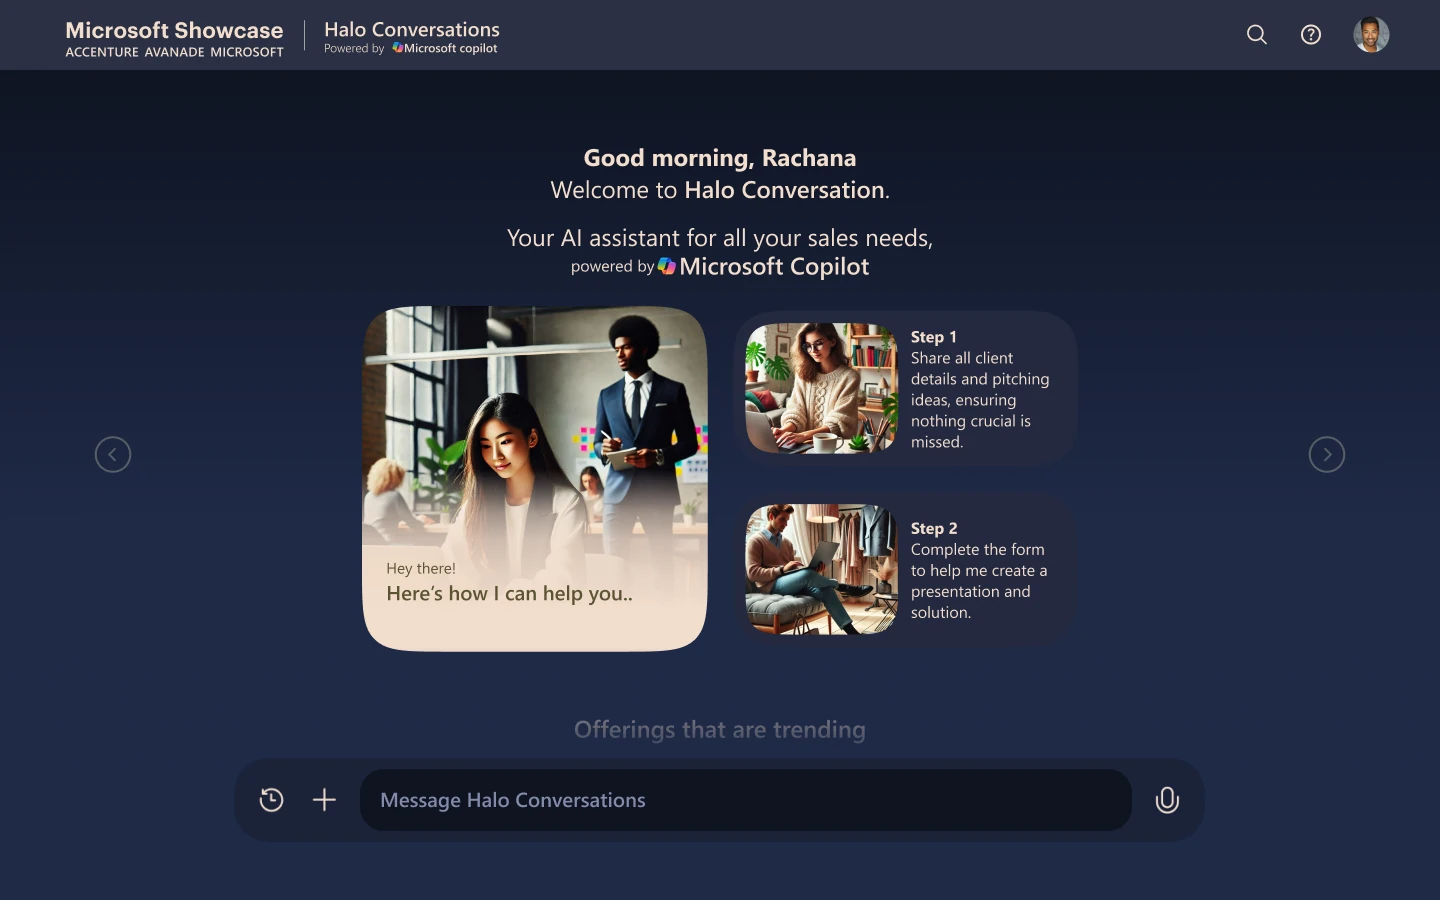 Microsoft Showcase
ACCENTURE AVANADE MICROSOFT
Halo Conversations
Powered by Microsoft copilot
Good morning, Rachana
Welcome to Halo Conversation.
Your AI assistant for all your sales needs,
powered by Microsoft Copilot
Hey there!
Here’s how I can help you..
Step 1
Share all client
details and pitching
ideas, ensuring
nothing crucial is
missed.
Step 2
Complete the form
to help me create a
presentation and
solution.
Offerings that are trending
Message Halo Conversations